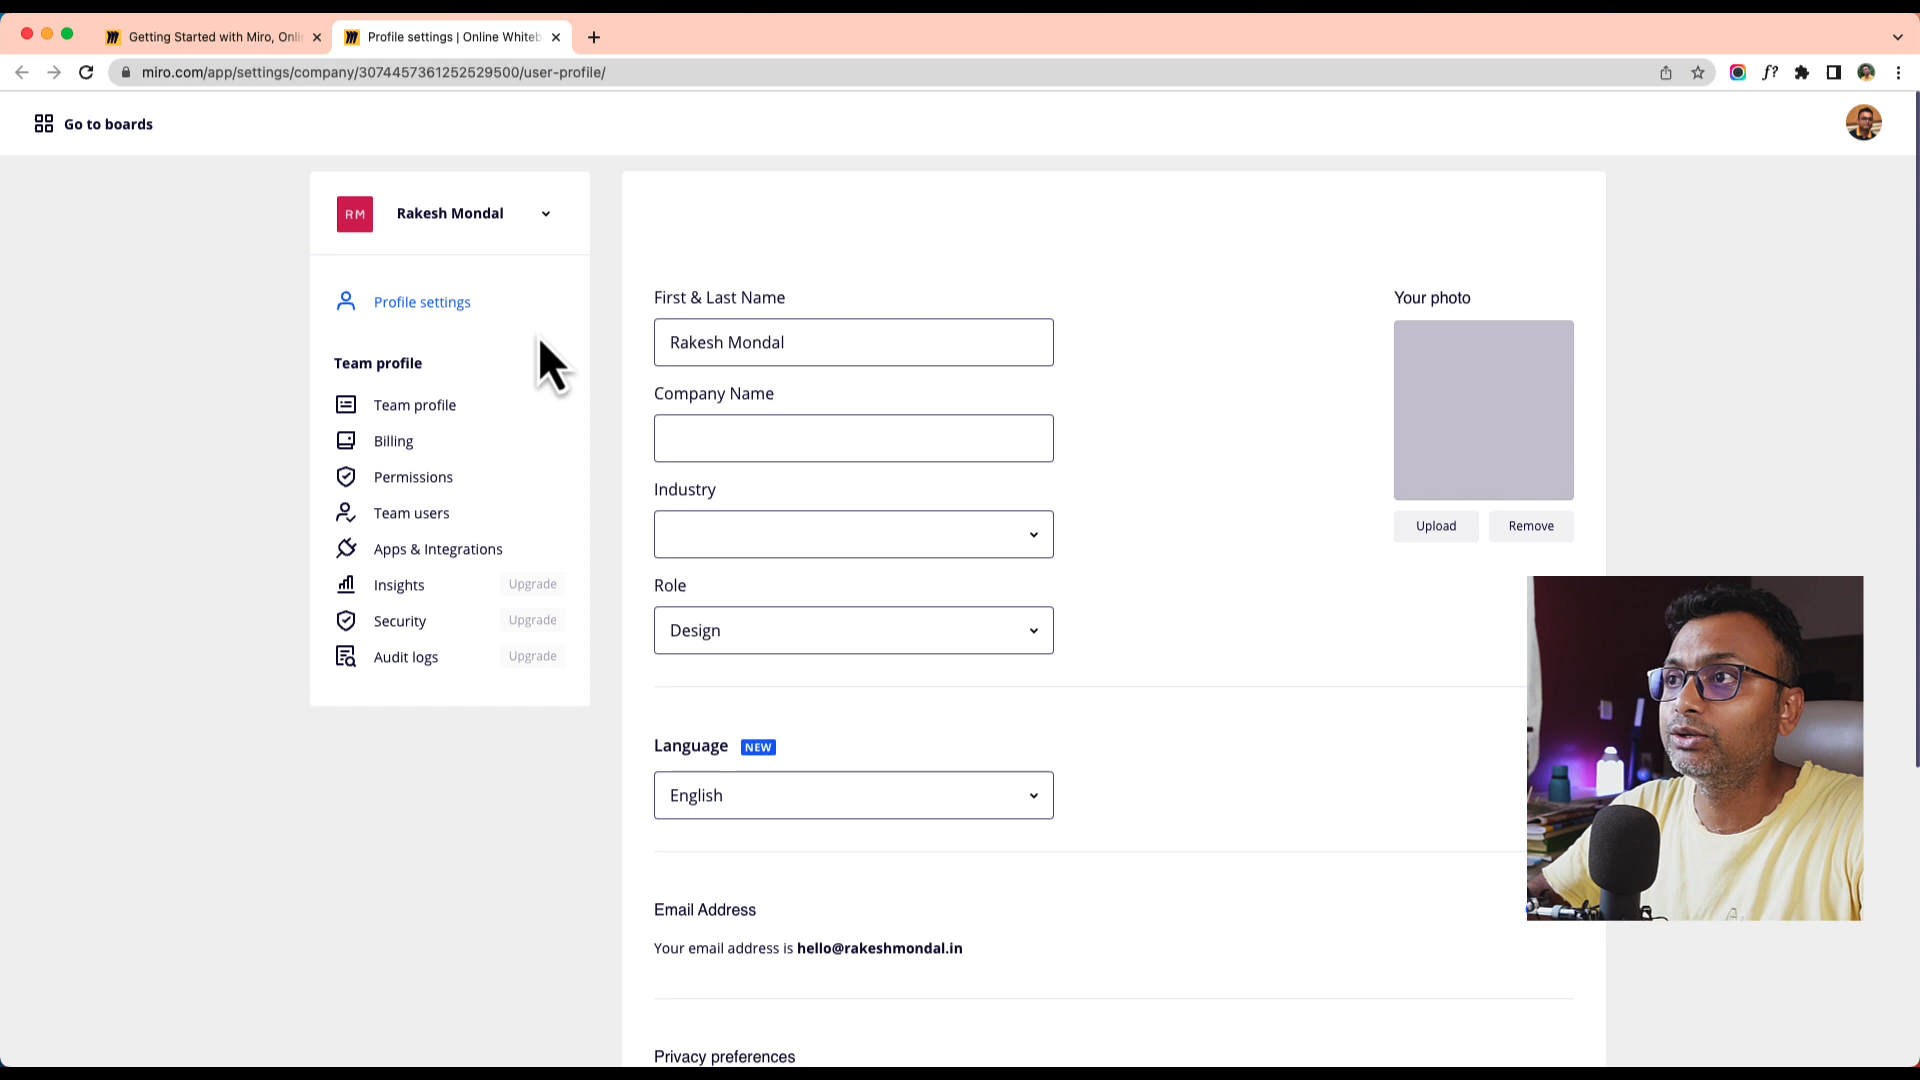 Getting Started with Miro, Onli
Profile settings | Online Whiteb
miro.com/app/settings/company/3074457361252529500/user-profile/
f?
Go to boards
RM
Rakesh Mondal
Profile settings
Team profile
Team profile
Billing
Permissions
Team users
Apps & Integrations
Insights
Upgrade
Security
Upgrade
Audit logs
Upgrade
First & Last Name
Rakesh Mondal
Company Name
Industry
Role
Design
Your photo
Upload
Remove
Language
NEW
English
Email Address
Your email address is hello@rakeshmondal.in
Privacy preferences